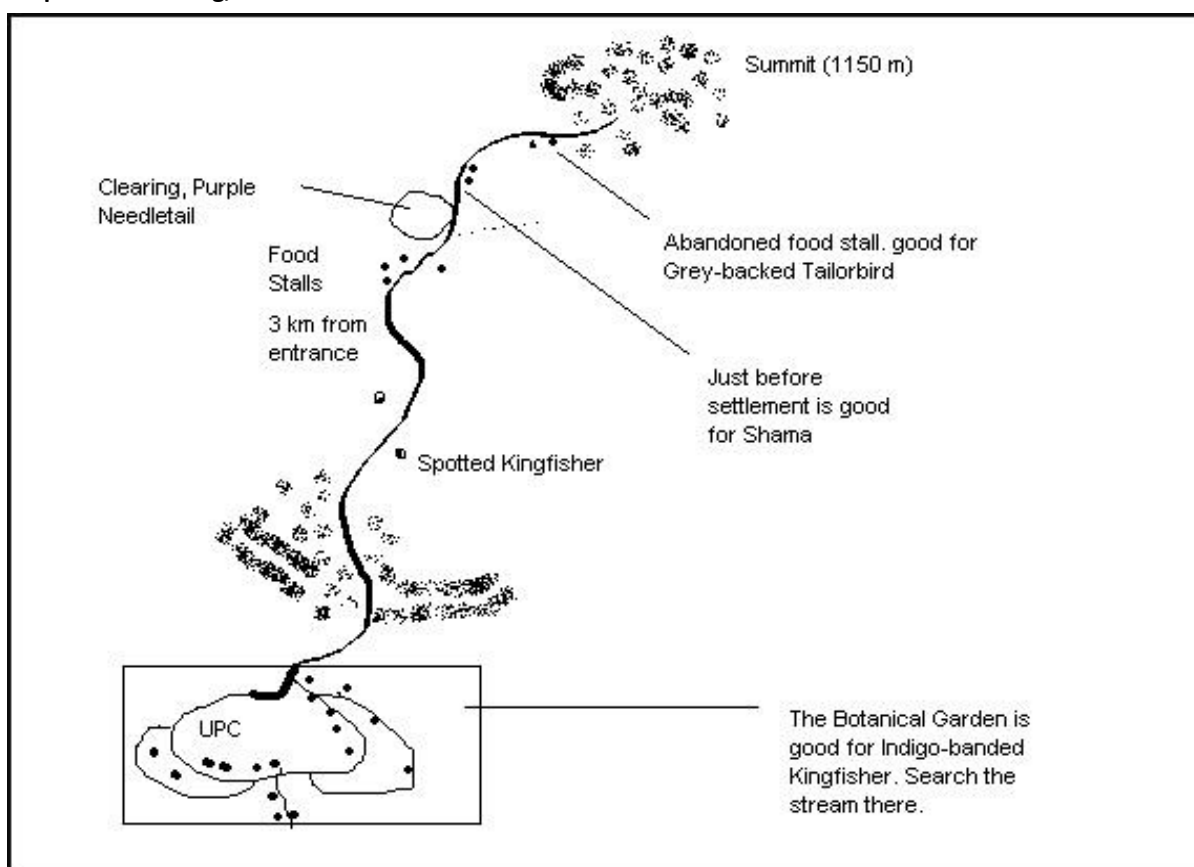 Summit (1150 m)
Clearing, Purple
Needletail
Abandoned food stall. good for
Grey-backed Tailorbird
Food
Stalls
3 km from
entrance
Just before
settlement is good
for Shama
Spotted Kingfisher
UPC
The Botanical Garden is
good for Indigo-banded
Kingfisher. Search the
stream there.